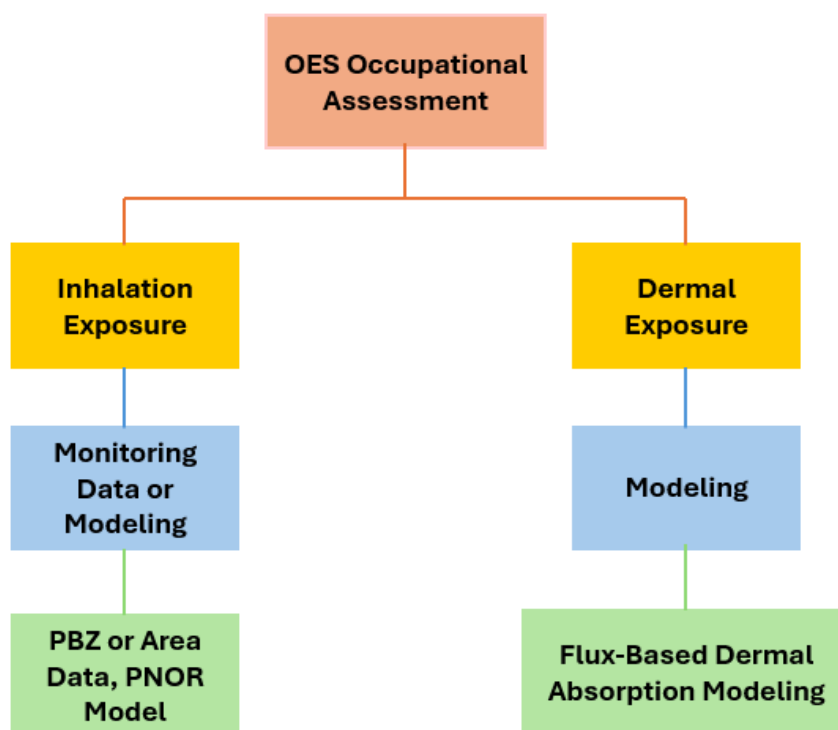 OES Occupational
Assessment
Inhalation
Exposure
Dermal
Exposure
Monitoring
Data or
Modeling
Modeling
PBZ or Area
Data, PNOR
Model
Flux-Based Dermal
Absorption Modeling